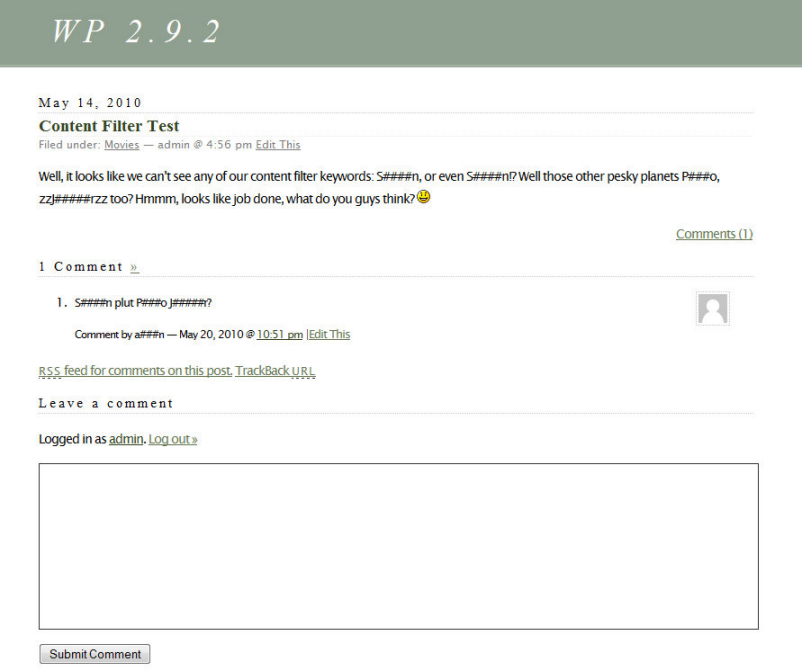 WP 2.9.2
May 14, 2010
Content Filter Test
Filed under: Movies — admin @ 4:56 pm Edit This
Well, it looks like we can't see any of our content filter keywords: S####n, or even S####n!? Well those other pesky planets P###o,
zzJ#####rzz too? Hmmm, looks like job done, what do you guys think?
Comments (1)
1 Comment »
1. S####n plut P###o J#####r?
Comment by a###n — May 20, 2010 @ 10:51 pm |Edit This
RSS feed for comments on this post. TrackBack URL
Leave a comment
Logged in as admin. Log out »
Submit Comment